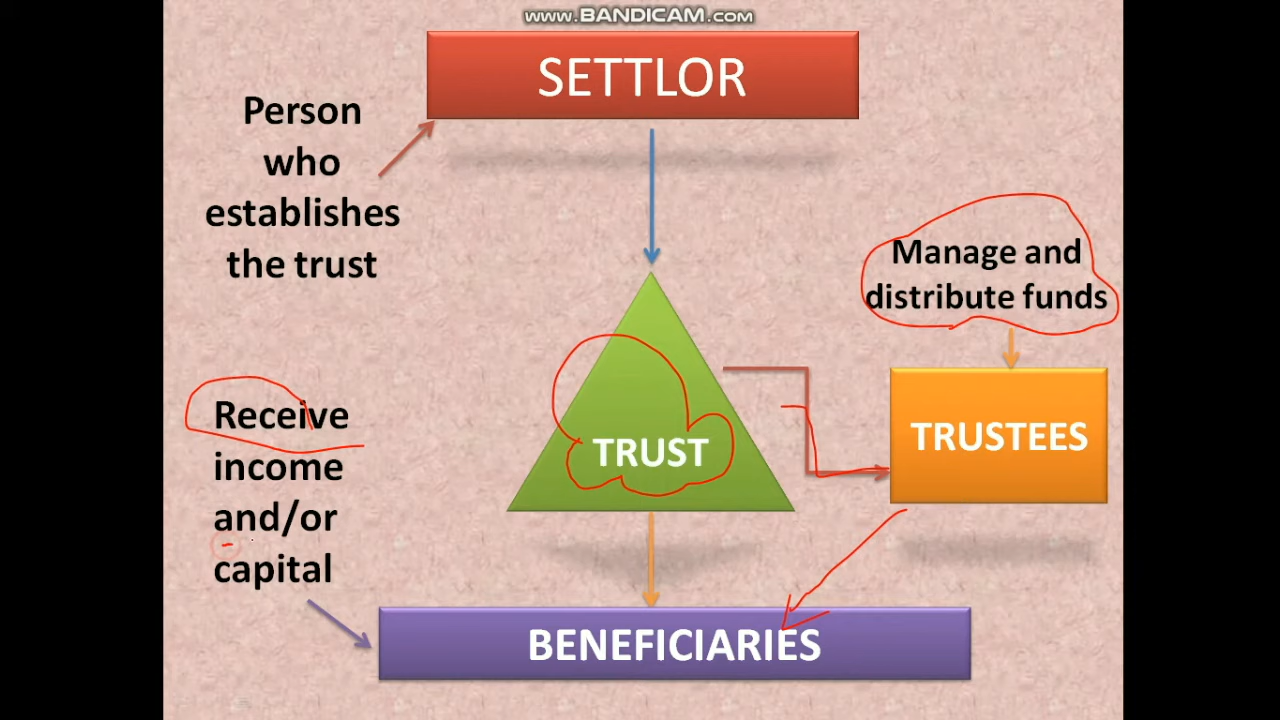 www.BANDICAM.com
SETTLOR
Person
who
establishes
the trust
Manage and
distribute funds
TRUST
TRUSTEES
Receive
income
and/or
capital
BENEFICIARIES